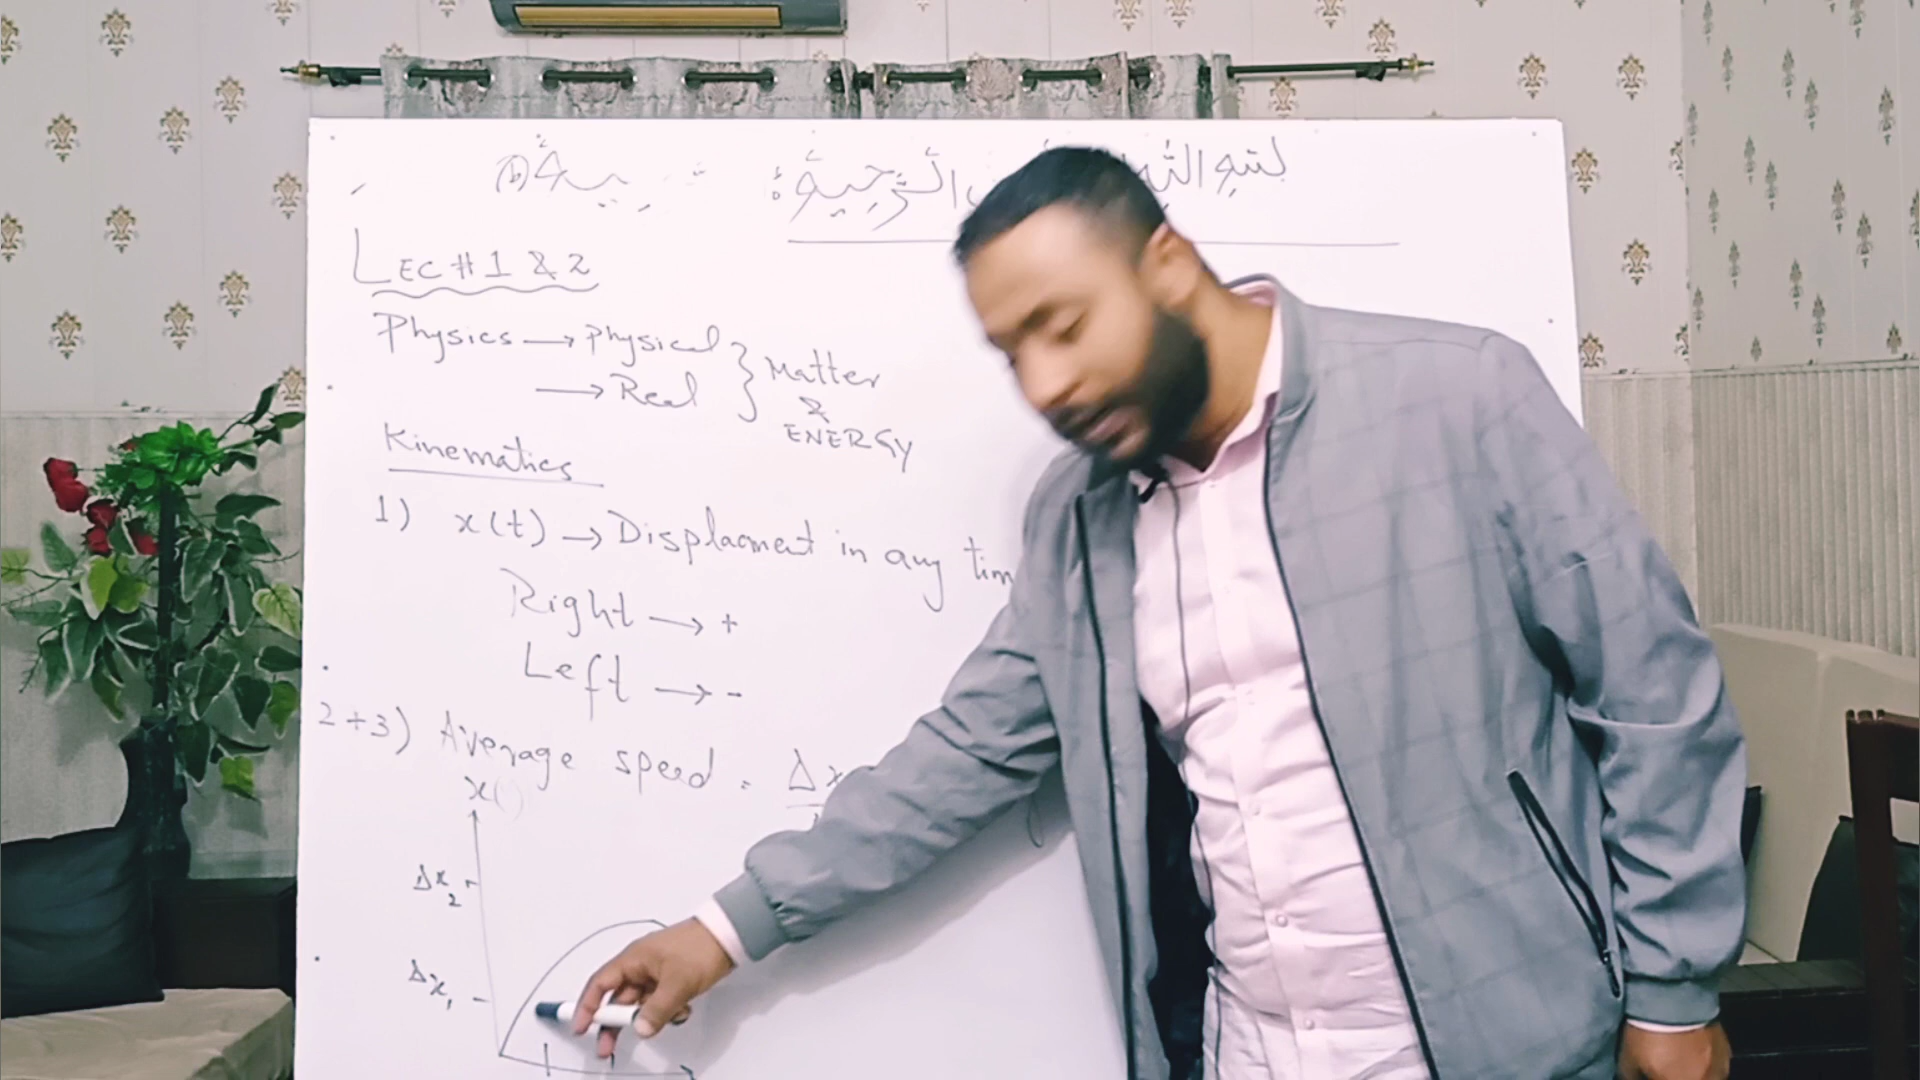 LEC # 1 & 2
Physics → Physical
→ Real
Matter
&
ENERGY
Kinematics
1) x(t) → Displacment in any tim
Right → +
Left → -
2+3) Average speed = Δx
x()
Δx2
Δx1